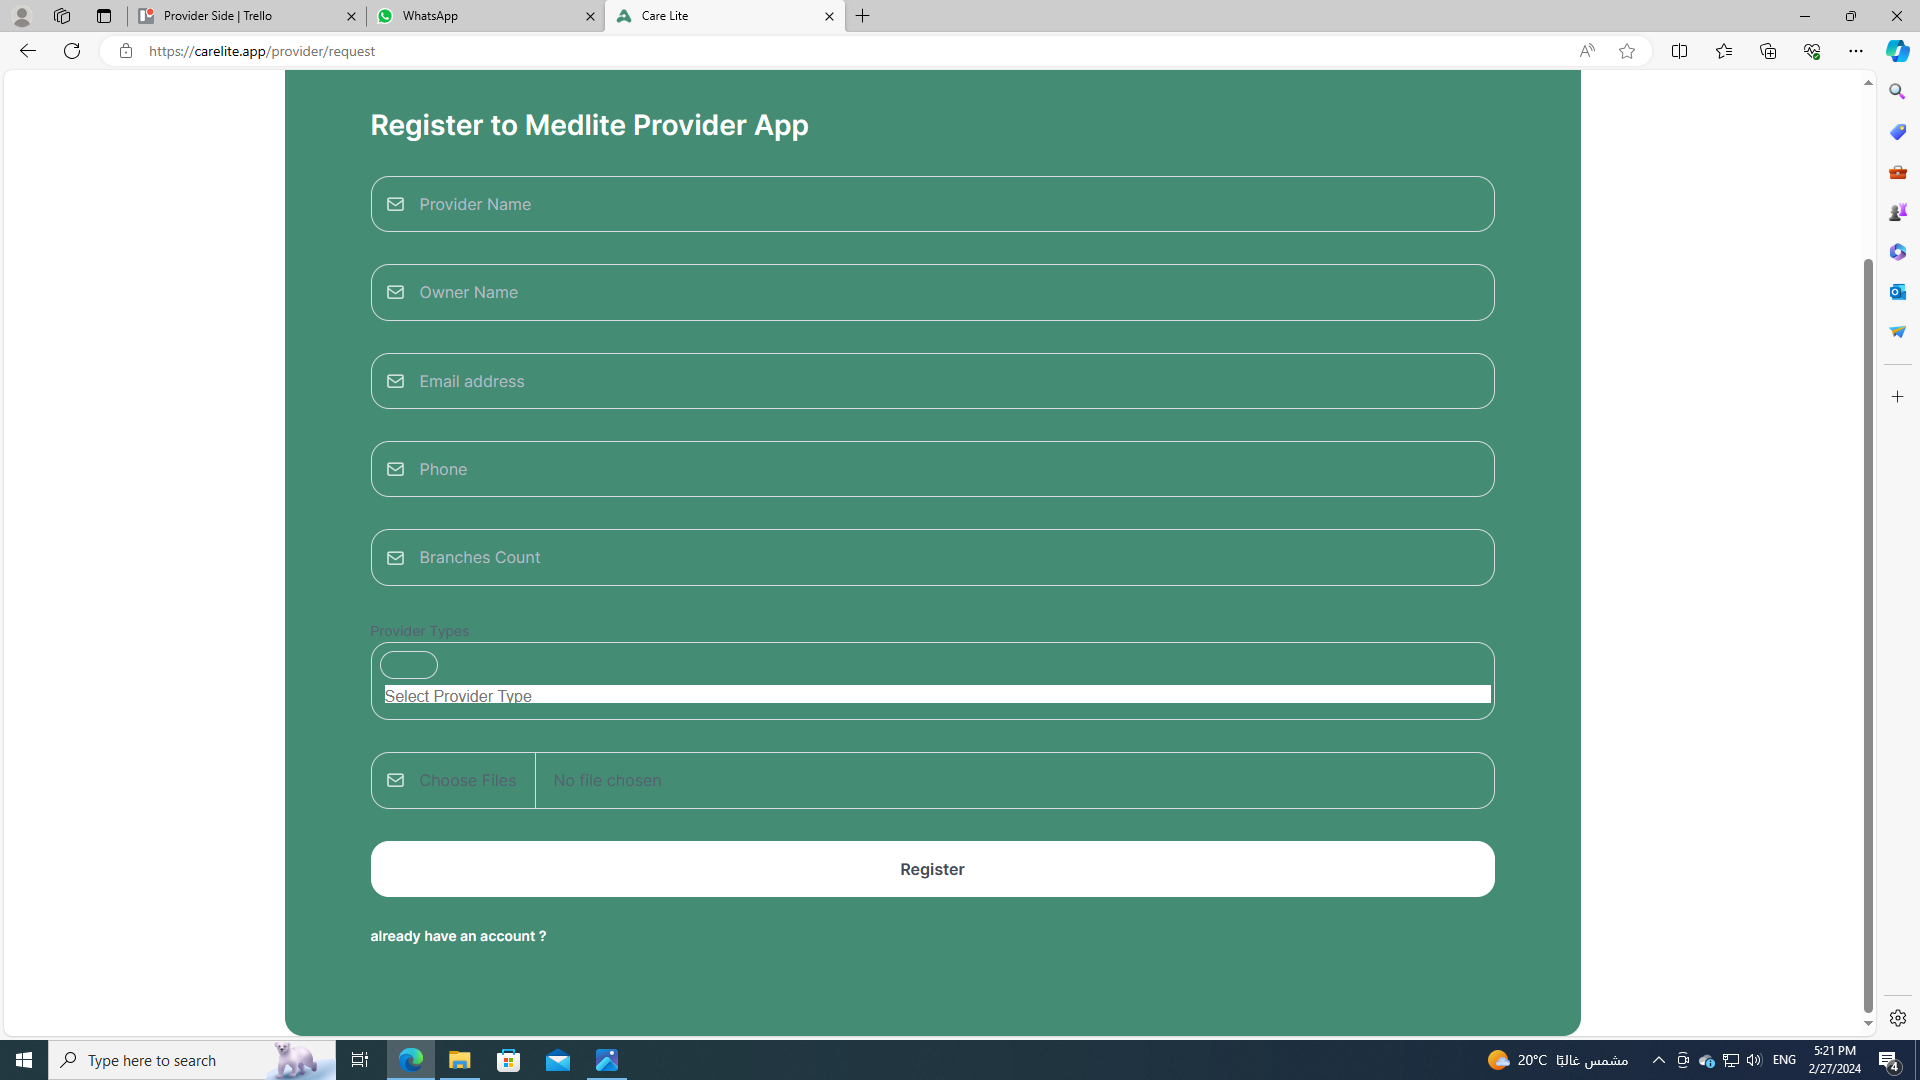 Provider Side | Trello
WhatsApp
Care Lite
https://carelite.app/provider/request
Register to Medlite Provider App
Provider Name
Owner Name
Email address
Phone
Branches Count
Provider Types
Select Provider Type
Choose Files
No file chosen
Register
already have an account ?
Type here to search
20°C
مشمس غالبًا
ENG
5:21 PM
2/27/2024
4